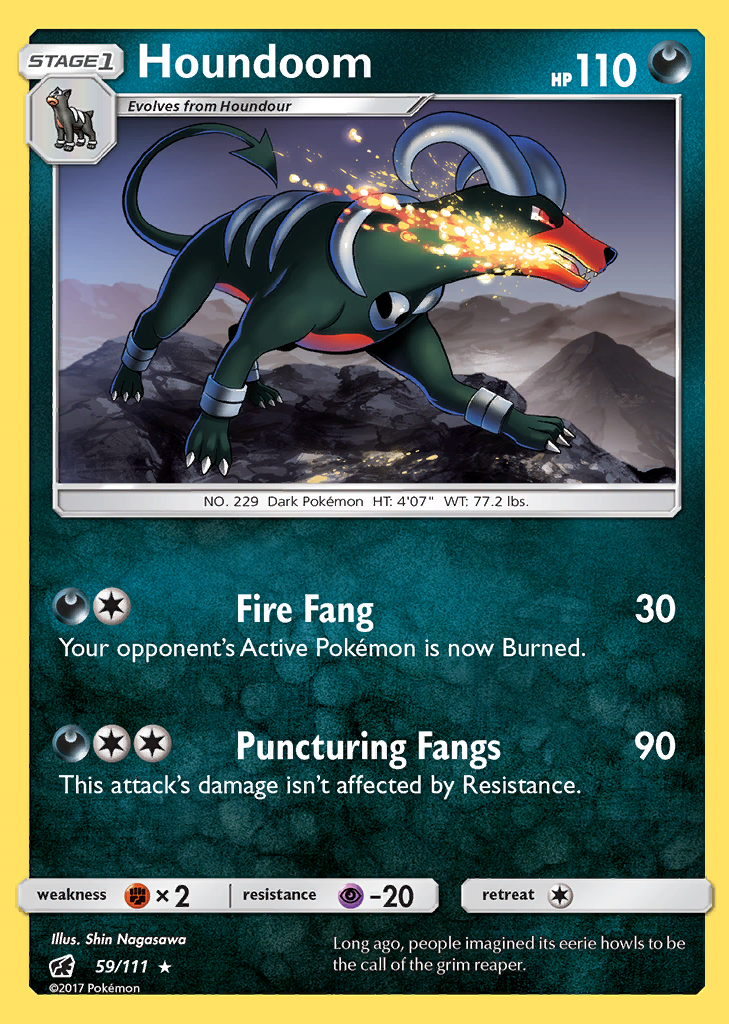 STAGE1
Houndoom
HP 110
Evolves from Houndour
NO. 229 Dark Pokémon HT: 4'07" WT: 77.2 lbs.
Fire Fang 30
Your opponent's Active Pokémon is now Burned.
Puncturing Fangs 90
This attack's damage isn't affected by Resistance.
weakness ×2 resistance -20 retreat
Illus. Shin Nagasawa
59/111 ★
©2017 Pokémon
Long ago, people imagined its eerie howls to be
the call of the grim reaper.